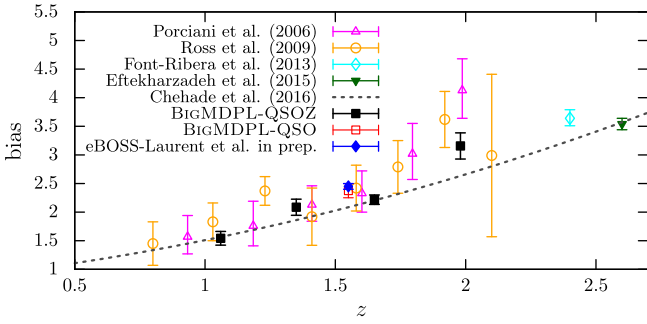 5.5
5
4.5
4
3.5
3
2.5
2
1.5
1
bias
Porciani et al. (2006)
Ross et al. (2009)
Font-Ribera et al. (2013)
Eftekharzadeh et al. (2015)
Chehade et al. (2016)
BIGMDPL-QSOZ
BIGMDPL-QSO
eBOSS-Laurent et al. in prep.
0.5 1 1.5 2 2.5
z